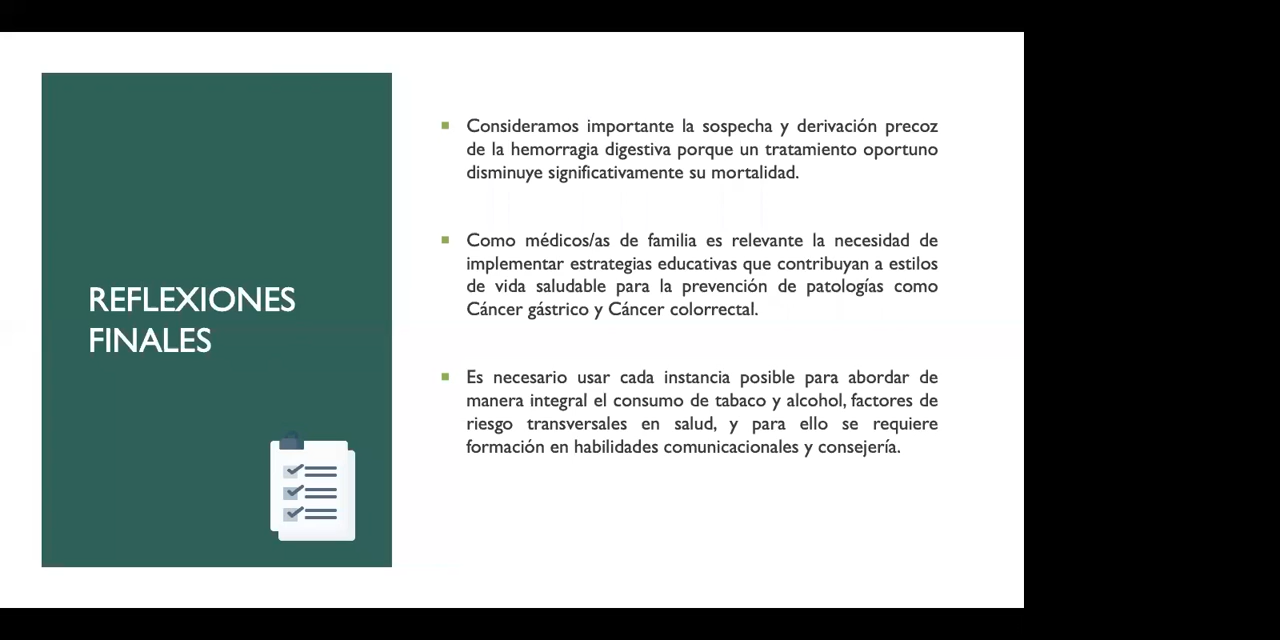 REFLEXIONES
FINALES
Consideramos importante la sospecha y derivación precoz
de la hemorragia digestiva porque un tratamiento oportuno
disminuye significativamente su mortalidad.
Como médicos/as de familia es relevante la necesidad de
implementar estrategias educativas que contribuyan a estilos
de vida saludable para la prevención de patologías como
Cáncer gástrico y Cáncer colorrectal.
Es necesario usar cada instancia posible para abordar de
manera integral el consumo de tabaco y alcohol, factores de
riesgo transversales en salud, y para ello se requiere
formación en habilidades comunicacionales y consejería.